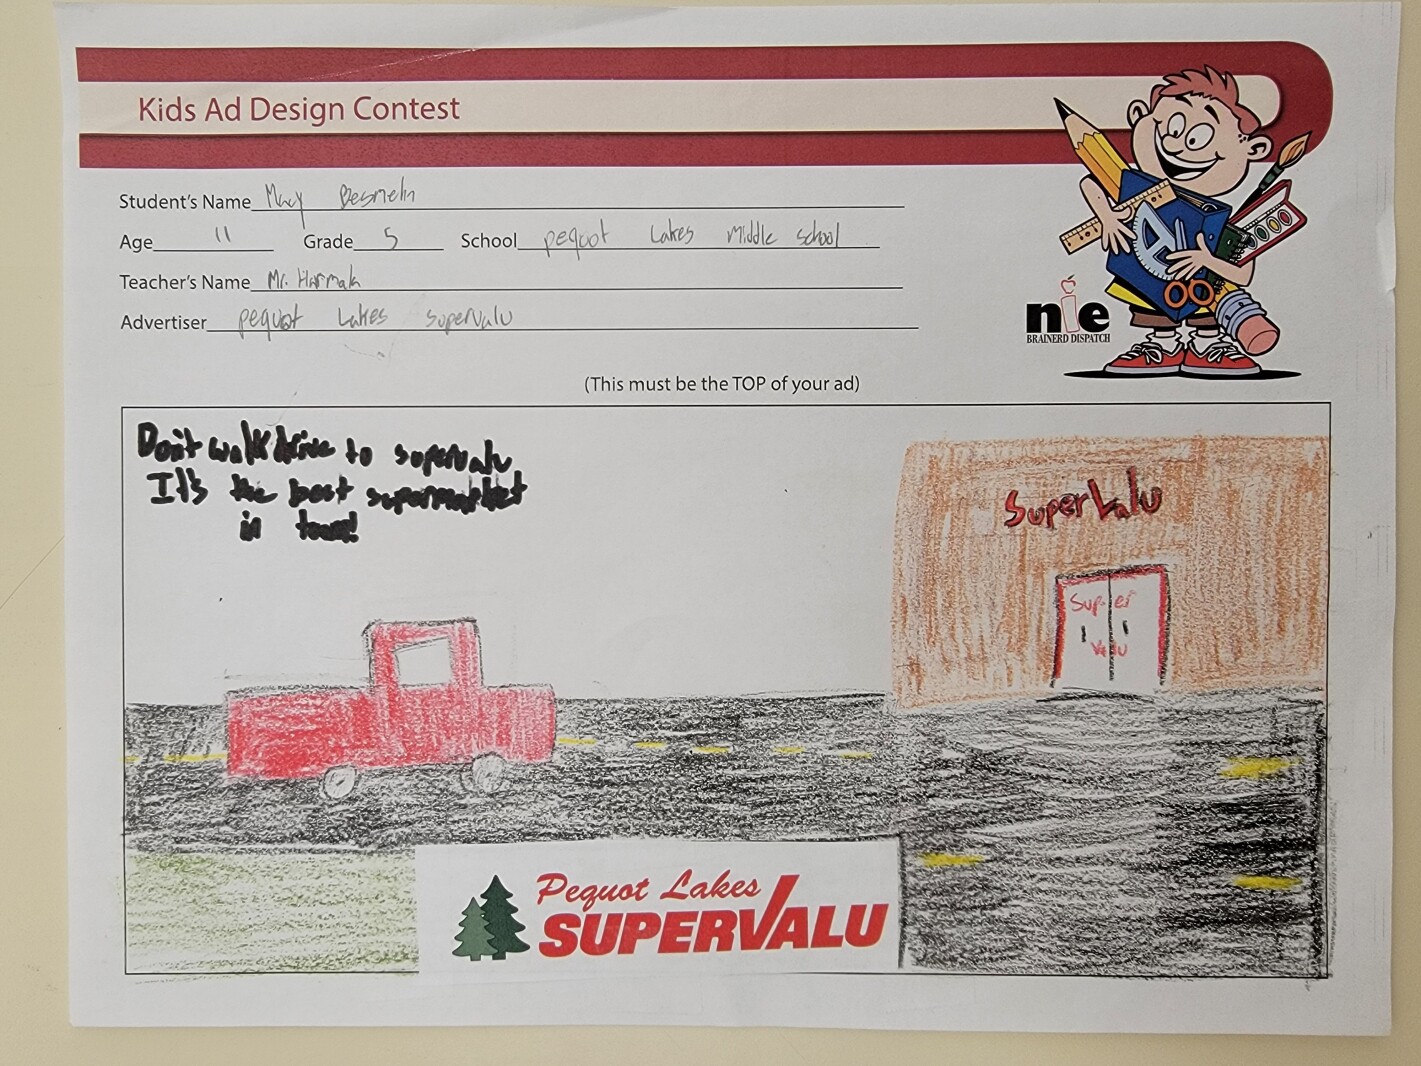 Kids Ad Design Contest
Student's Name
Age 11 Grade 5 School pequot Lakes Middle school
Teacher's Name Mr.
Advertiser pequot Lakes supervalu
nie
BRAINERD DISPATCH
(This must be the TOP of your ad)
Don't walk drive to supervalu
It's the best supermarket
in town!
SuperValu
Super
Valu
Pequot Lakes
SUPERVALU